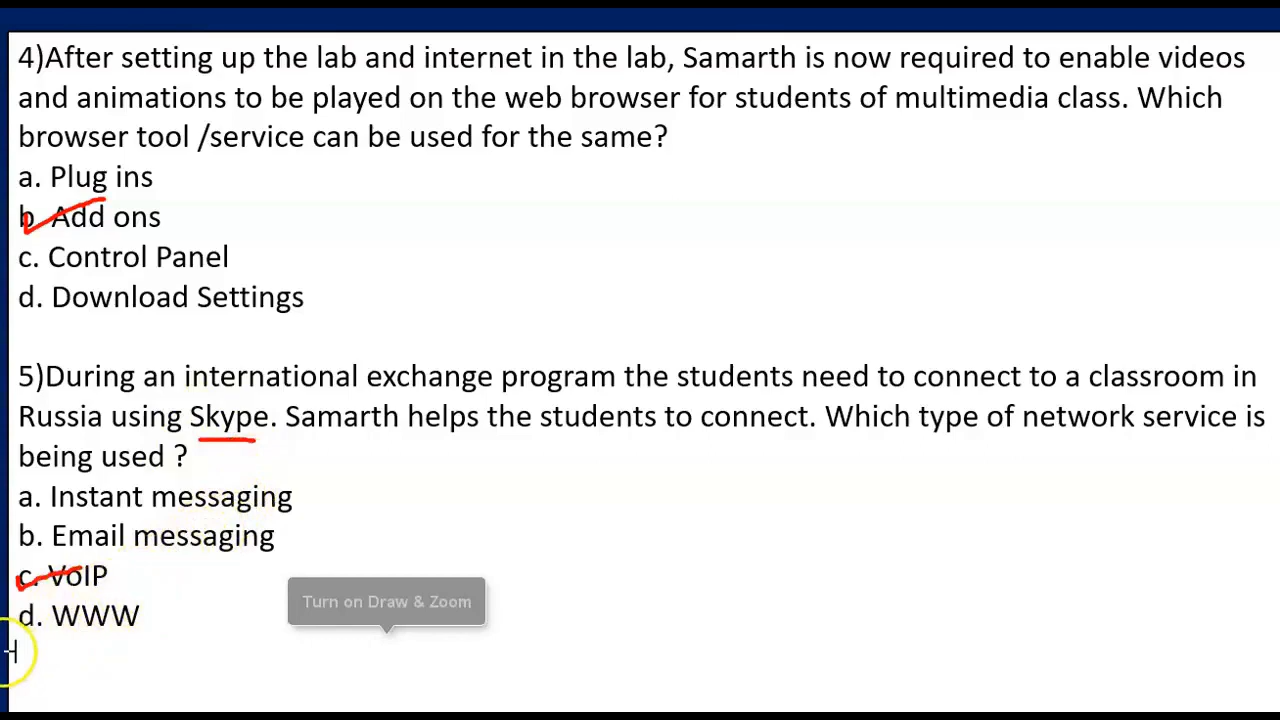 4)After setting up the lab and internet in the lab, Samarth is now required to enable videos
and animations to be played on the web browser for students of multimedia class. Which
browser tool /service can be used for the same?
a. Plug ins
b. Add ons
c. Control Panel
d. Download Settings
5)During an international exchange program the students need to connect to a classroom in
Russia using Skype. Samarth helps the students to connect. Which type of network service is
being used ?
a. Instant messaging
b. Email messaging
c. VoIP
Turn on Draw & Zoom
d. WWW